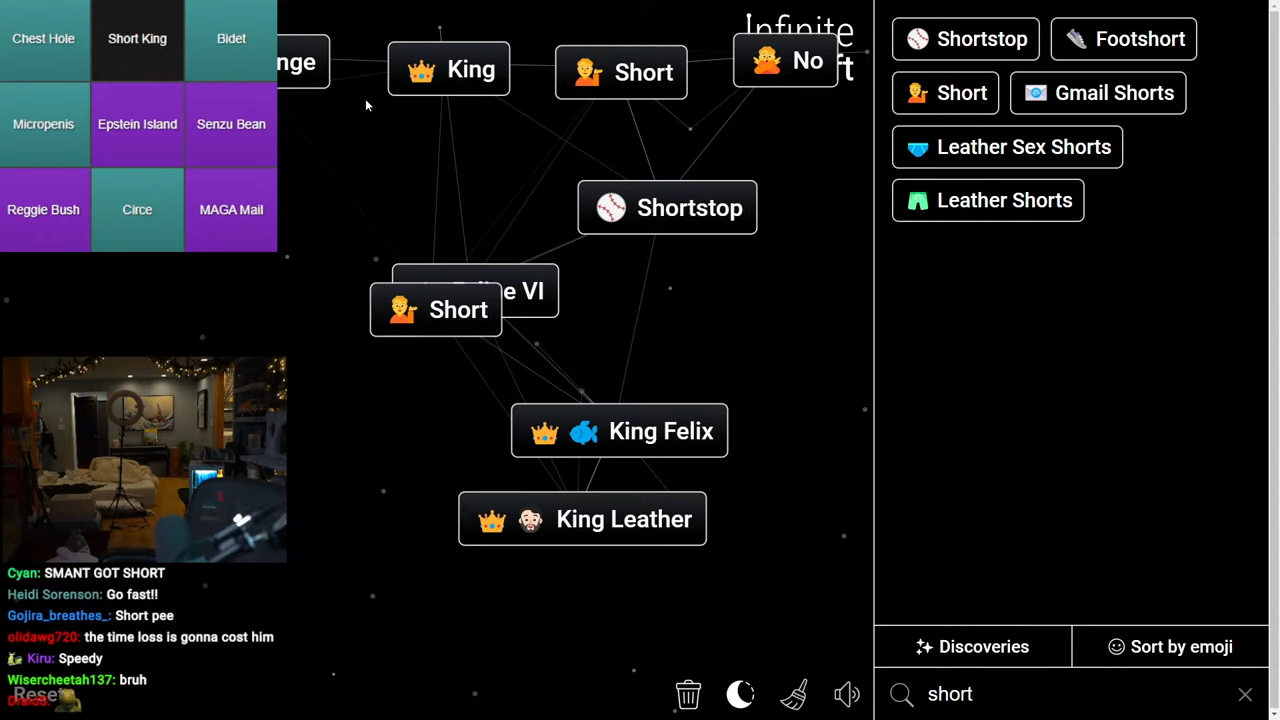 Chest Hole
Short King
Bidet
Micropenis
Epstein Island
Senzu Bean
Reggie Bush
Circe
MAGA Mail
nge
King
Short
No
Infinite
ft
Shortstop
e VI
Short
King Felix
King Leather
Shortstop
Footshort
Short
Gmail Shorts
Leather Sex Shorts
Leather Shorts
Discoveries
Sort by emoji
short
Cyan: SMANT GOT SHORT
Heidi Sorenson: Go fast!!
Gojira_breathes_: Short pee
olldawg720: the time loss is gonna cost him
Kiru: Speedy
Wisercheetah137: bruh
Reset